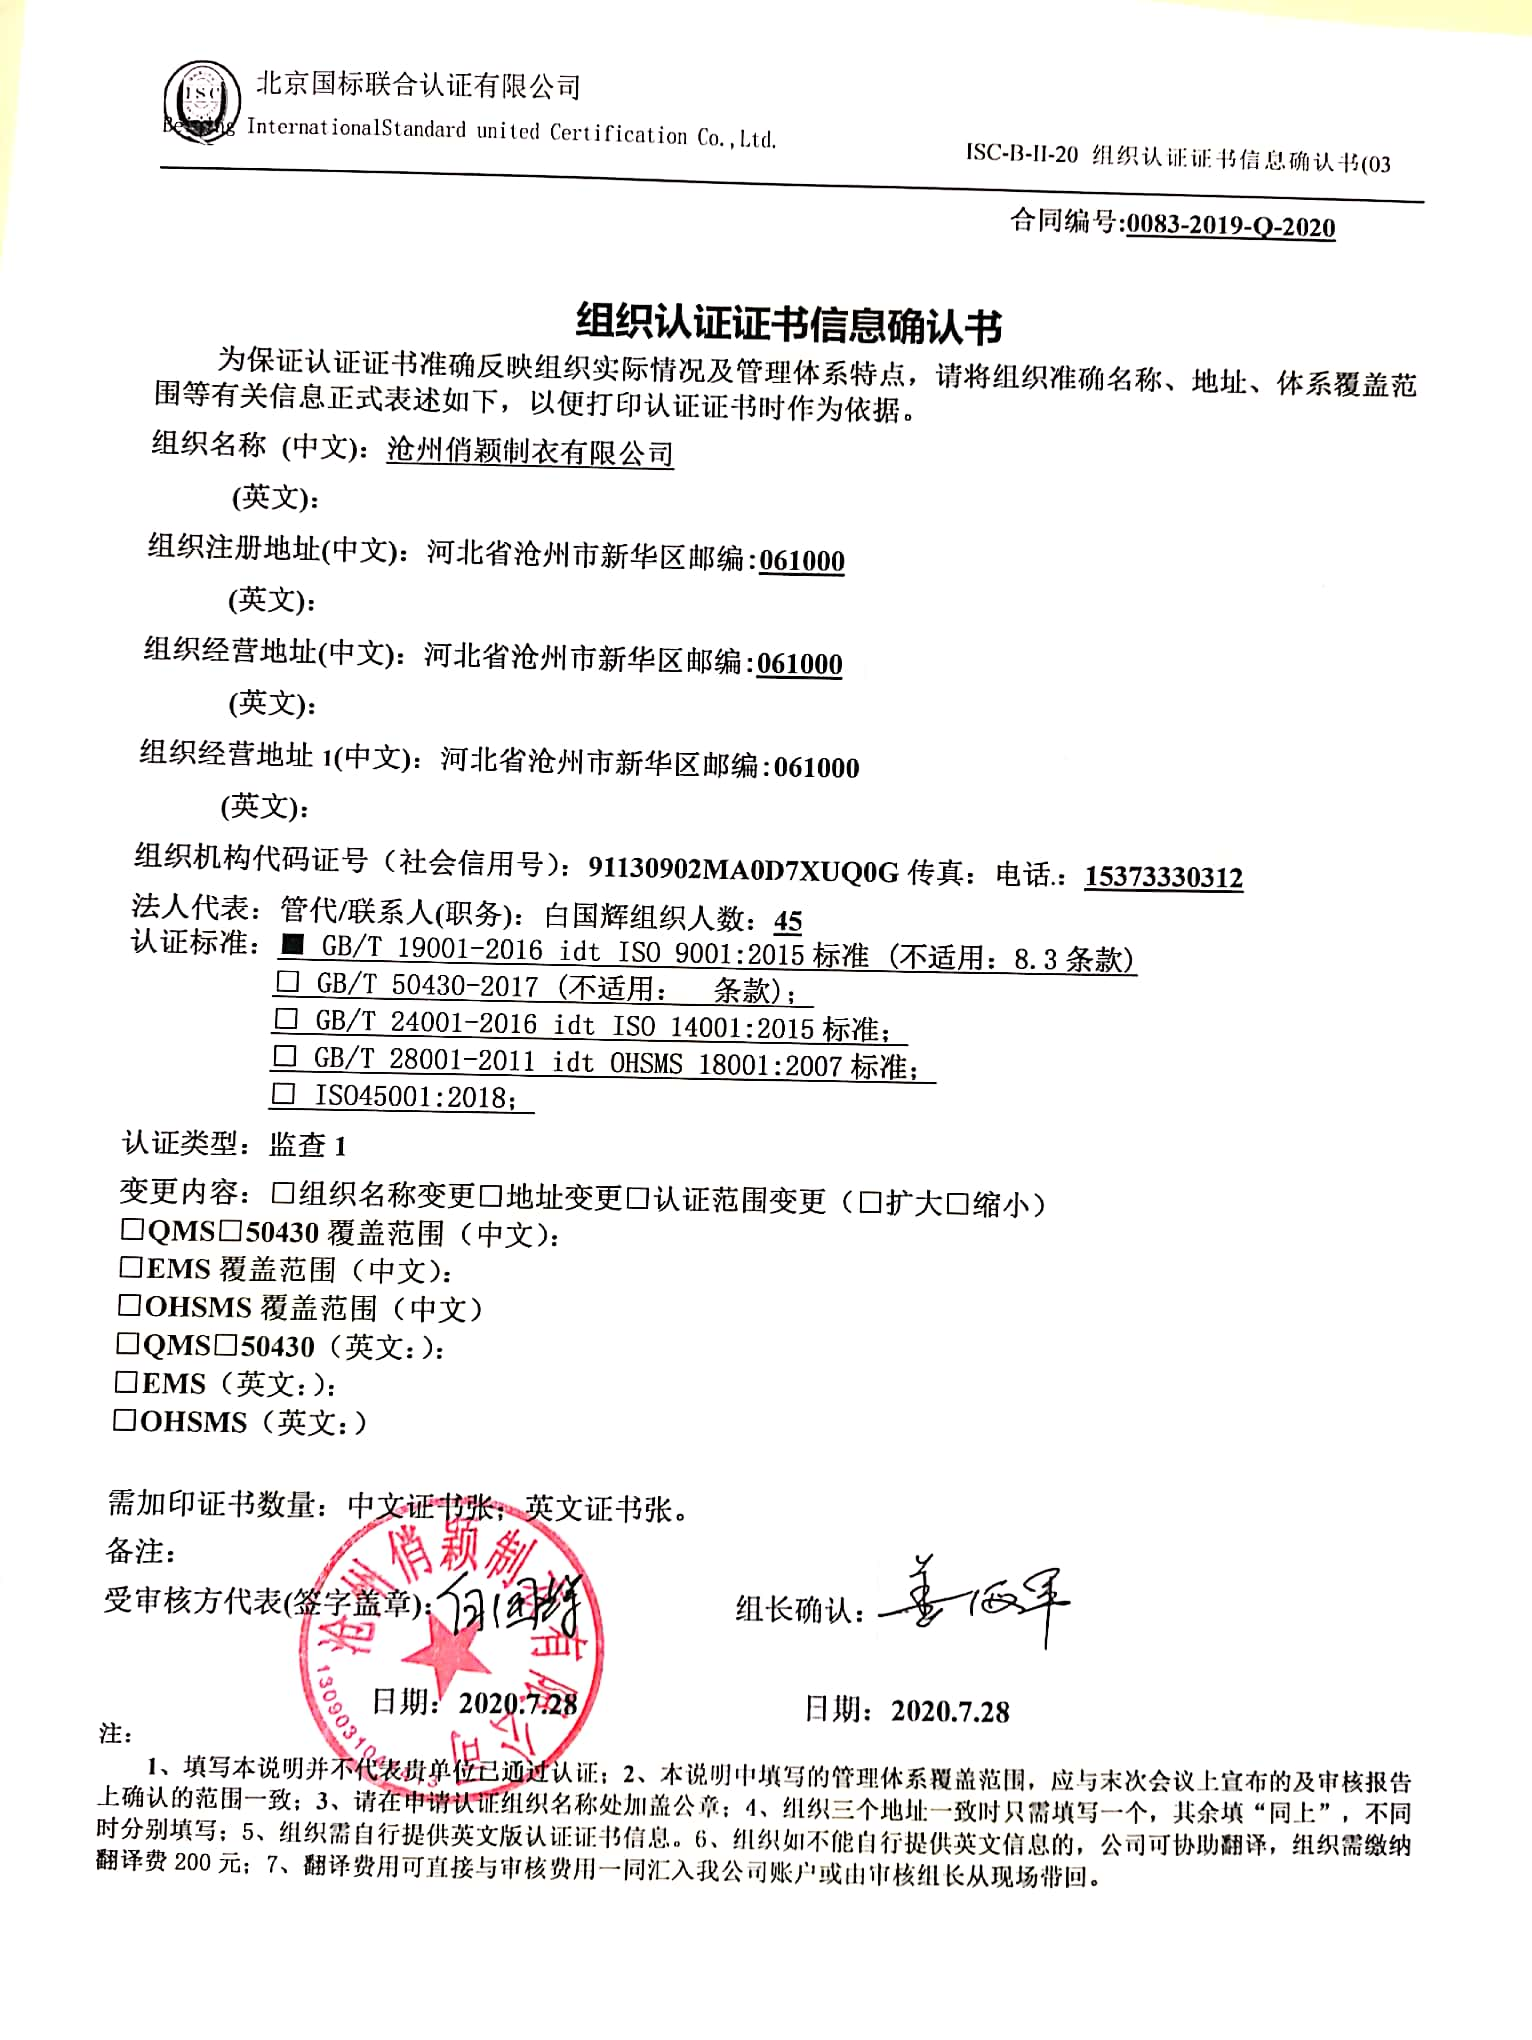 ISC
北京国标联合认证有限公司
Beijing InternationalStandard united Certification Co.,Ltd.
ISC-B-II-20 组织认证证书信息确认书(03
合同编号:0083-2019-Q-2020
组织认证证书信息确认书
为保证认证证书准确反映组织实际情况及管理体系特点，请将组织准确名称、地址、体系覆盖范
围等有关信息正式表述如下，以便打印认证证书时作为依据。
组织名称 (中文)：沧州俏颖制衣有限公司
(英文)：
组织注册地址(中文)：河北省沧州市新华区邮编:061000
(英文)：
组织经营地址(中文)：河北省沧州市新华区邮编:061000
(英文)：
组织经营地址 1(中文)：河北省沧州市新华区邮编:061000
(英文)：
组织机构代码证号（社会信用号）：91130902MA0D7XUQ0G 传真： 电话.：15373330312
法人代表： 管代/联系人(职务)： 白国辉组织人数：45
认证标准：■ GB/T 19001-2016 idt ISO 9001:2015 标准 (不适用：8.3 条款)
□ GB/T 50430-2017 (不适用： 条款)；
□ GB/T 24001-2016 idt ISO 14001:2015 标准；
□ GB/T 28001-2011 idt OHSMS 18001:2007 标准；
□ ISO45001:2018；
认证类型： 监查 1
变更内容：□组织名称变更□地址变更□认证范围变更（□扩大□缩小）
□QMS□50430 覆盖范围（中文）：
□EMS 覆盖范围（中文）：
□OHSMS 覆盖范围（中文）
□QMS□50430（英文：）：
□EMS（英文：）：
□OHSMS（英文：）
需加印证书数量：中文证书张；英文证书张。
备注：
受审核方代表(签字盖章)：白国辉
组长确认：姜海军
沧州俏颖制衣有限公司
日期：2020.7.28
日期：2020.7.28
注：
1、填写本说明并不代表贵单位已通过认证；2、本说明中填写的管理体系覆盖范围，应与末次会议上宣布的及审核报告
上确认的范围一致；3、请在申请认证组织名称处加盖公章；4、组织三个地址一致时只需填写一个，其余填“同上”，不同
时分别填写；5、组织需自行提供英文版认证证书信息。6、组织如不能自行提供英文信息的，公司可协助翻译，组织需缴纳
翻译费 200 元；7、翻译费用可直接与审核费用一同汇入我公司账户或由审核组长从现场带回。